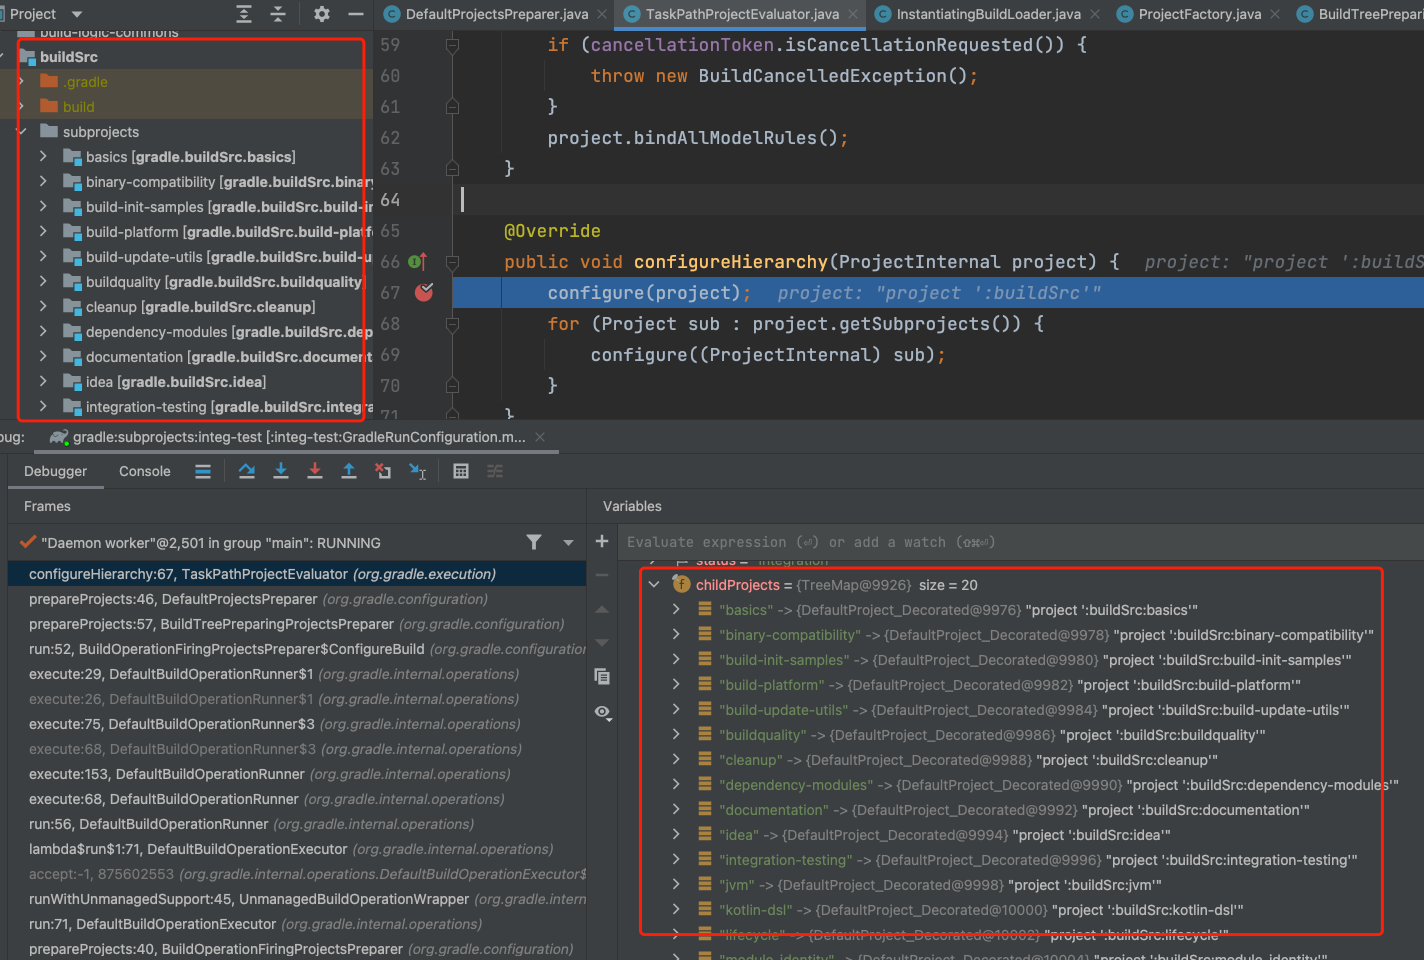 Project
DefaultProjectsPreparer.java
TaskPathProjectEvaluator.java
InstantiatingBuildLoader.java
ProjectFactory.java
BuildTreePrepari
build-logic-commons
buildSrc
.gradle
build
subprojects
basics [gradle.buildSrc.basics]
binary-compatibility [gradle.buildSrc.binary
build-init-samples [gradle.buildSrc.build-in
build-platform [gradle.buildSrc.build-platf
build-update-utils [gradle.buildSrc.build-u
buildquality [gradle.buildSrc.buildquality]
cleanup [gradle.buildSrc.cleanup]
dependency-modules [gradle.buildSrc.dep
documentation [gradle.buildSrc.document
idea [gradle.buildSrc.idea]
integration-testing [gradle.buildSrc.integra
59 if (cancellationToken.isCancellationRequested()) {
60 throw new BuildCancelledException();
61 }
62 project.bindAllModelRules();
63 }
64
65 @Override
66 public void configureHierarchy(ProjectInternal project) { project: "project ':buildS
67 configure(project); project: "project ':buildSrc'"
68 for (Project sub : project.getSubprojects()) {
69 configure((ProjectInternal) sub);
70 }
71 }
bug: gradle:subprojects:integ-test [:integ-test:GradleRunConfiguration.m...
Debugger Console
Frames
"Daemon worker"@2,501 in group "main": RUNNING
configureHierarchy:67, TaskPathProjectEvaluator (org.gradle.execution)
prepareProjects:46, DefaultProjectsPreparer (org.gradle.configuration)
prepareProjects:57, BuildTreePreparingProjectsPreparer (org.gradle.configuration)
run:52, BuildOperationFiringProjectsPreparer$ConfigureBuild (org.gradle.configuration
execute:29, DefaultBuildOperationRunner$1 (org.gradle.internal.operations)
execute:26, DefaultBuildOperationRunner$1 (org.gradle.internal.operations)
execute:75, DefaultBuildOperationRunner$3 (org.gradle.internal.operations)
execute:68, DefaultBuildOperationRunner$3 (org.gradle.internal.operations)
execute:153, DefaultBuildOperationRunner (org.gradle.internal.operations)
execute:68, DefaultBuildOperationRunner (org.gradle.internal.operations)
run:56, DefaultBuildOperationRunner (org.gradle.internal.operations)
lambda$run$1:71, DefaultBuildOperationExecutor (org.gradle.internal.operations)
accept:-1, 875602553 (org.gradle.internal.operations.DefaultBuildOperationExecutor$
runWithUnmanagedSupport:45, UnmanagedBuildOperationWrapper (org.gradle.intern
run:71, DefaultBuildOperationExecutor (org.gradle.internal.operations)
prepareProjects:40, BuildOperationFiringProjectsPreparer (org.gradle.configuration)
Variables
Evaluate expression (⏎) or add a watch (⇧⌘⏎)
status = "integration"
childProjects = {TreeMap@9926} size = 20
"basics" -> {DefaultProject_Decorated@9976} "project ':buildSrc:basics'"
"binary-compatibility" -> {DefaultProject_Decorated@9978} "project ':buildSrc:binary-compatibility'"
"build-init-samples" -> {DefaultProject_Decorated@9980} "project ':buildSrc:build-init-samples'"
"build-platform" -> {DefaultProject_Decorated@9982} "project ':buildSrc:build-platform'"
"build-update-utils" -> {DefaultProject_Decorated@9984} "project ':buildSrc:build-update-utils'"
"buildquality" -> {DefaultProject_Decorated@9986} "project ':buildSrc:buildquality'"
"cleanup" -> {DefaultProject_Decorated@9988} "project ':buildSrc:cleanup'"
"dependency-modules" -> {DefaultProject_Decorated@9990} "project ':buildSrc:dependency-modules'"
"documentation" -> {DefaultProject_Decorated@9992} "project ':buildSrc:documentation'"
"idea" -> {DefaultProject_Decorated@9994} "project ':buildSrc:idea'"
"integration-testing" -> {DefaultProject_Decorated@9996} "project ':buildSrc:integration-testing'"
"jvm" -> {DefaultProject_Decorated@9998} "project ':buildSrc:jvm'"
"kotlin-dsl" -> {DefaultProject_Decorated@10000} "project ':buildSrc:kotlin-dsl'"
"lifecycle" -> {DefaultProject_Decorated@10002} "project ':buildSrc:lifecycle'"
"module-identity" -> {DefaultProject_Decorated@10004} "project ':buildSrc:module-identity'"